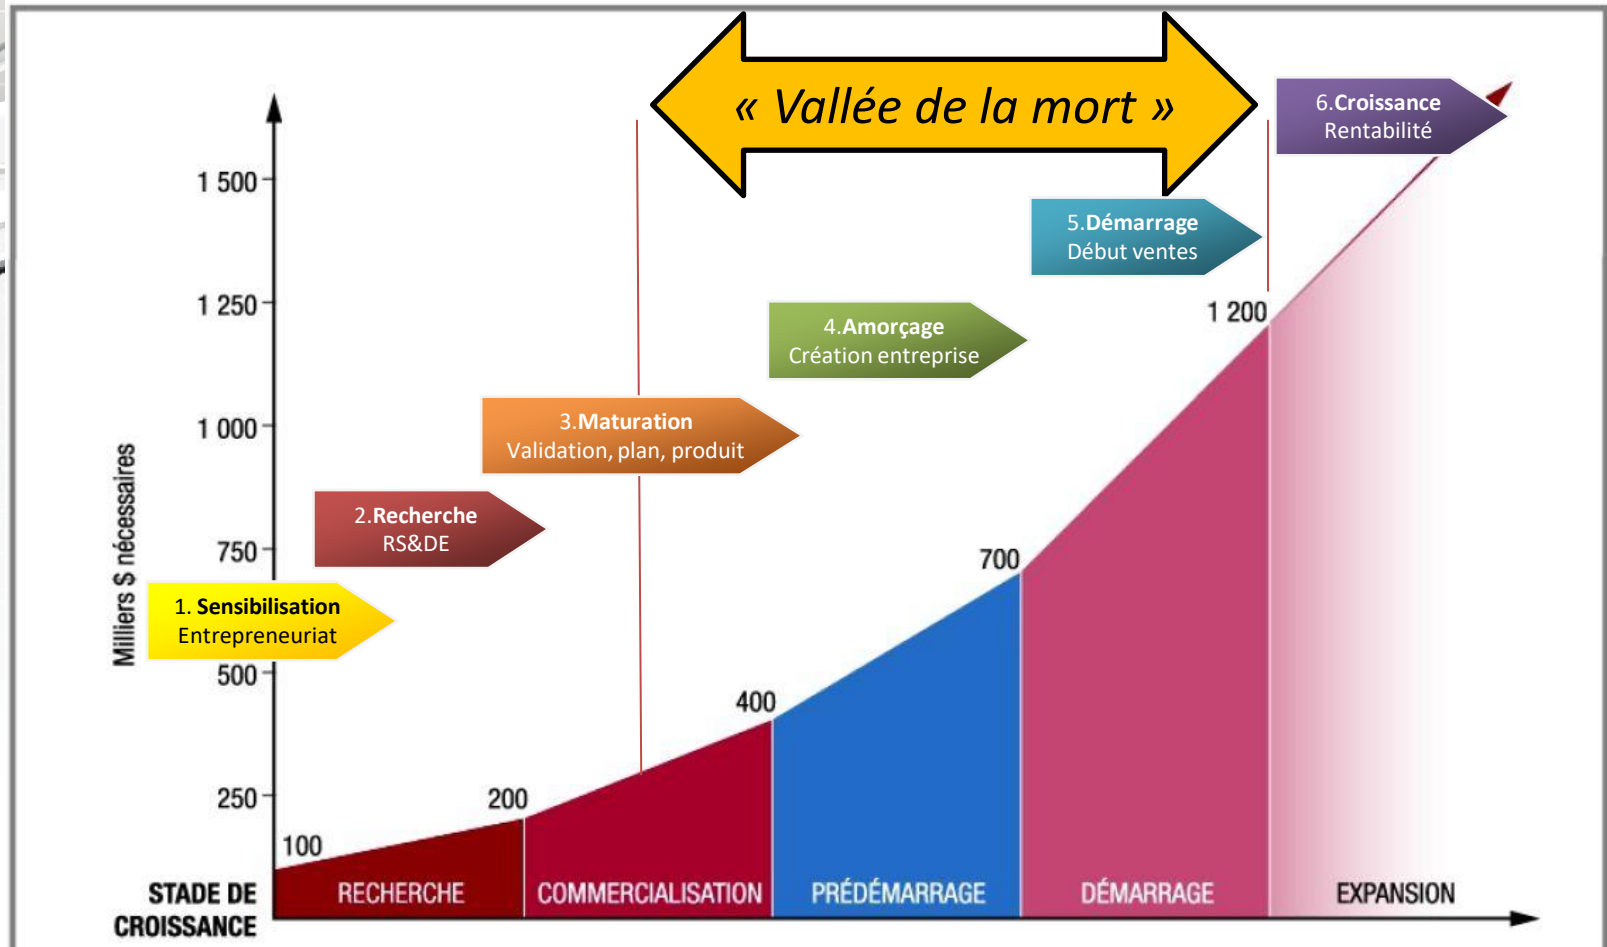 « Vallée de la mort »
6.Croissance
Rentabilité
1 500
5.Démarrage
Début ventes
1 250
1 200
4.Amorçage
Création entreprise
1 000
3.Maturation
Validation, plan, produit
Milliers $ nécessaires
2.Recherche
RS&DE
750
700
1. Sensibilisation
Entrepreneuriat
500
400
250
200
100
STADE DE
CROISSANCE
RECHERCHE
COMMERCIALISATION
PRÉDÉMARRAGE
DÉMARRAGE
EXPANSION